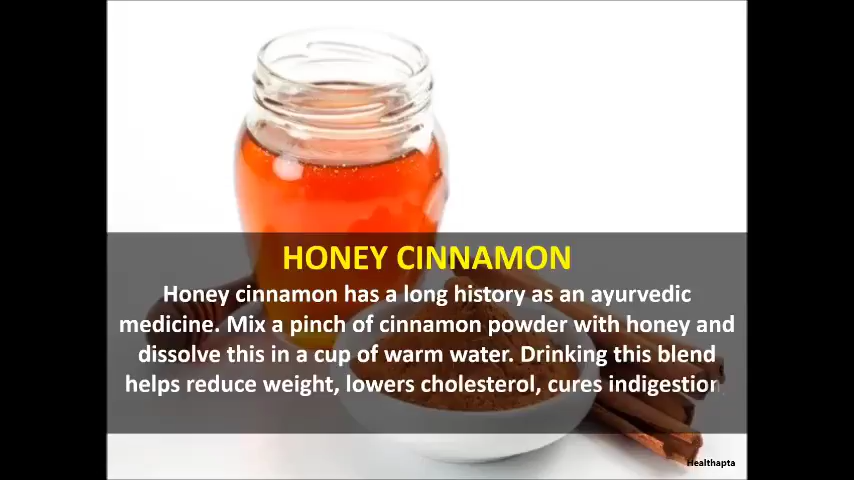 HONEY CINNAMON
Honey cinnamon has a long history as an ayurvedic
medicine. Mix a pinch of cinnamon powder with honey and
dissolve this in a cup of warm water. Drinking this blend
helps reduce weight, lowers cholesterol, cures indigestion
Healthapta